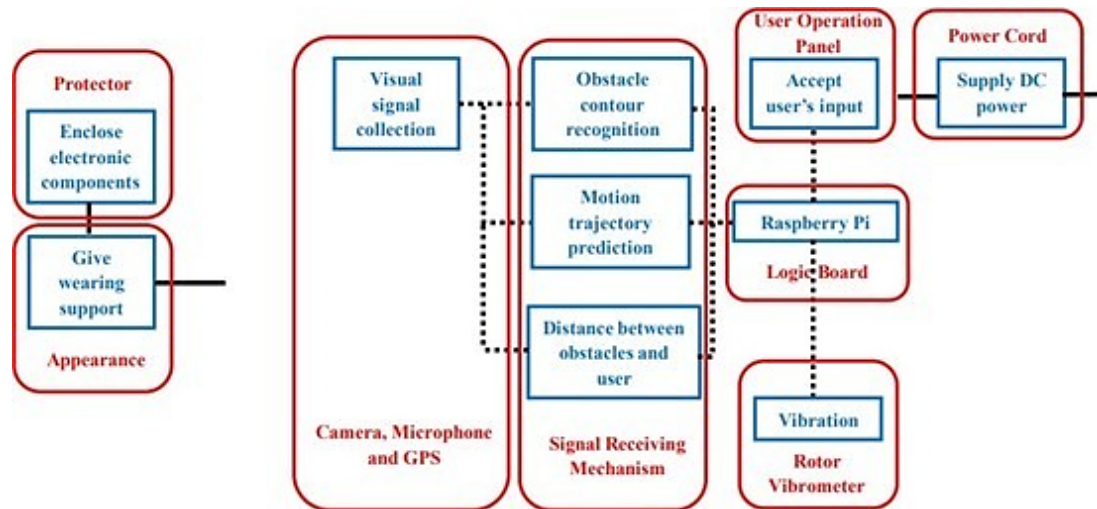 Protector
Enclose
electronic
components
Give
wearing
support
Appearance
Visual
signal
collection
Camera, Microphone
and GPS
Obstacle
contour
recognition
Motion
trajectory
prediction
Distance between
obstacles and
user
Signal Receiving
Mechanism
User Operation
Panel
Accept
user's input
Power Cord
Supply DC
power
Raspberry Pi
Logic Board
Vibration
Rotor
Vibrometer